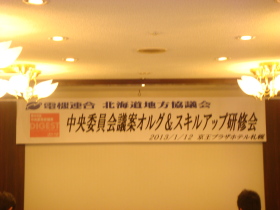 電機連合 北海道地方協議会
DIGEST
中央委員会議案オルグ&スキルアップ研修会
2013/1/12 京王プラザホテル札幌